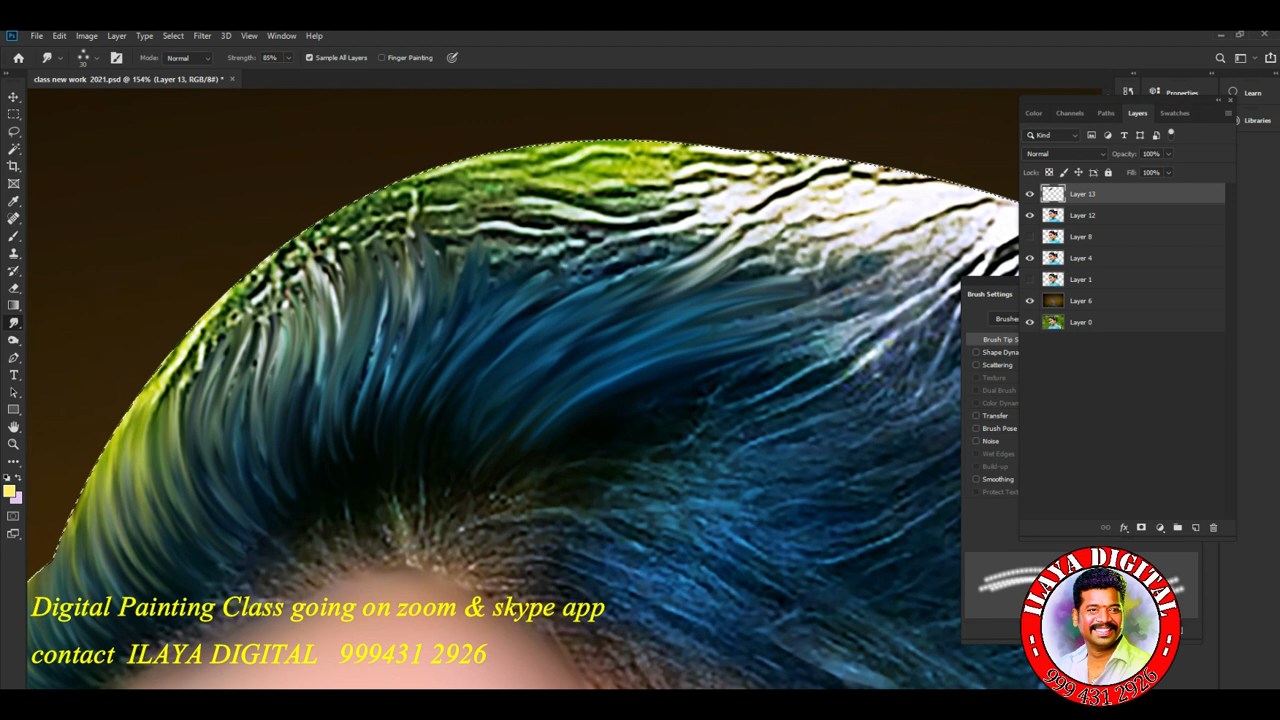 Ps File Edit Image Layer Type Select Filter 3D View Window Help
30 Mode: Normal Strength: 85% Sample All Layers Finger Painting
class new work 2021.psd @ 154% (Layer 13, RGB/8#) * ×
Properties
Learn
Libraries
Color Channels Paths Layers Swatches
Kind
Normal Opacity: 100%
Lock: Fill: 100%
Layer 13
Layer 12
Layer 8
Layer 4
Layer 1
Layer 6
Layer 0
Brush Settings
Brushe
Brush Tip S
Shape Dyna
Scattering
Texture
Dual Brush
Color Dynam
Transfer
Brush Pose
Noise
Wet Edges
Build-up
Smoothing
Protect Text
fx
Digital Painting Class going on zoom & skype app
contact ILAYA DIGITAL 999431 2926
ILAYA DIGITAL
999 431 2926